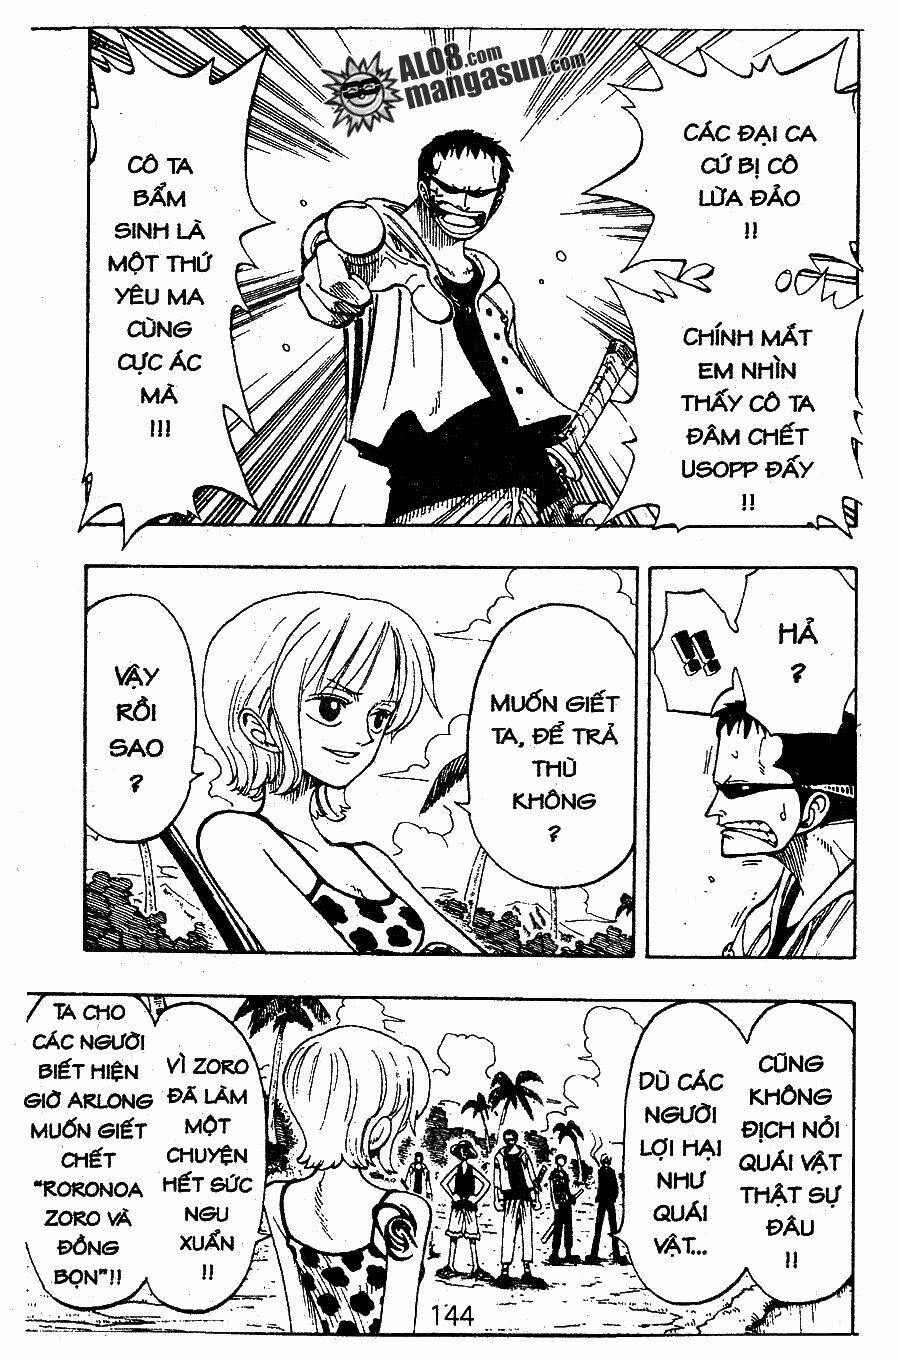 ALO8.com
mangasun.com
CÁC ĐẠI CA
CỨ BỊ CÔ
LỪA ĐẢO
!!
CHÍNH MẮT
EM NHÌN
THẤY CÔ TA
ĐÂM CHẾT
USOPP ĐẤY
!!
CÔ TA
BẨM
SINH LÀ
MỘT THỨ
YÊU MA
CÙNG
CỰC ÁC
MÀ
!!!
HẢ
?
!!
MUỐN GIẾT
TA, ĐỂ TRẢ
THÙ
KHÔNG
?
VẬY
RỒI
SAO
?
CŨNG
KHÔNG
ĐỊCH NỔI
QUÁI VẬT
THẬT SỰ
ĐÂU
!!
DÙ CÁC
NGƯỜI
LỢI HẠI
NHƯ
QUÁI
VẬT...
VÌ ZORO
ĐÃ LÀM
MỘT
CHUYỆN
HẾT SỨC
NGU
XUẨN
!!
TA CHO
CÁC NGƯỜI
BIẾT HIỆN
GIỜ ARLONG
MUỐN GIẾT
CHẾT
"RORONOA
ZORO VÀ
ĐỒNG
BỌN"!!
144